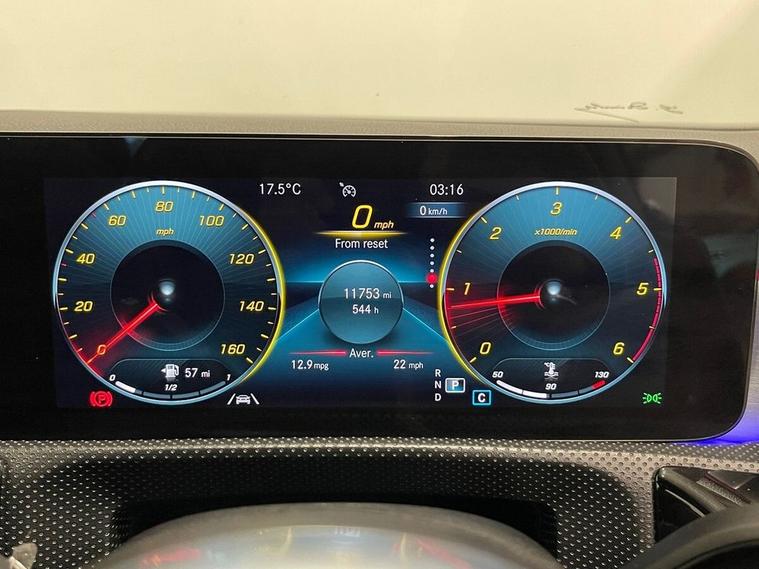 17.5°C 03:16
0 mph 0 km/h
From reset
11753 mi
544 h
Aver.
12.9 mpg 22 mph
0 20 40 60 80 100 120 140 160
mph
57 mi
0 1/2 1
0 1 2 3 4 5 6
x1000/min
50 90 130
R
N P
D C
(P)